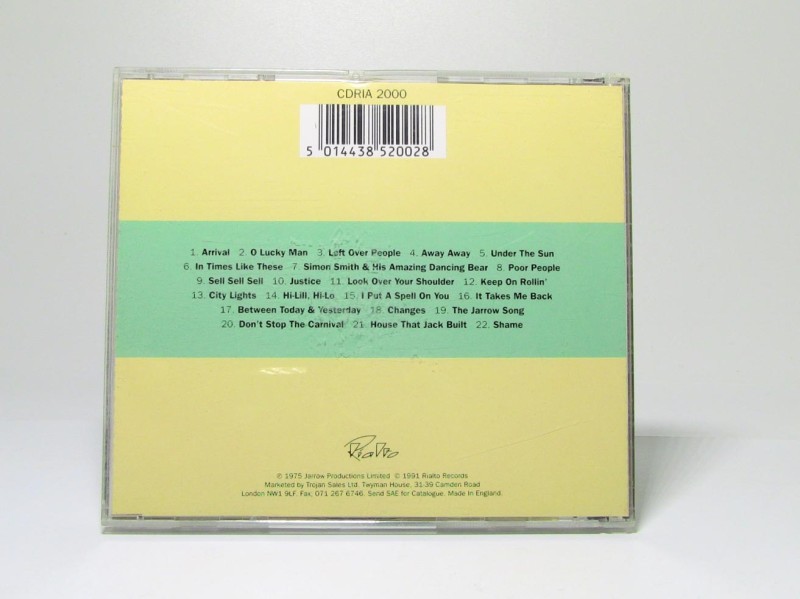 CDRIA 2000
5 014438 520028
1. Arrival 2. O Lucky Man 3. Left Over People 4. Away Away 5. Under The Sun
6. In Times Like These 7. Simon Smith & His Amazing Dancing Bear 8. Poor People
9. Sell Sell Sell 10. Justice 11. Look Over Your Shoulder 12. Keep On Rollin'
13. City Lights 14. Hi-Lili, Hi-Lo 15. I Put A Spell On You 16. It Takes Me Back
17. Between Today & Yesterday 18. Changes 19. The Jarrow Song
20. Don't Stop The Carnival 21. House That Jack Built 22. Shame
Rialto
© 1975 Jarrow Productions Limited © 1991 Rialto Records
Marketed by Trojan Sales Ltd. Twyman House, 31-39 Camden Road
London NW1 9LF. Fax; 071 267 6746. Send SAE for Catalogue. Made In England.